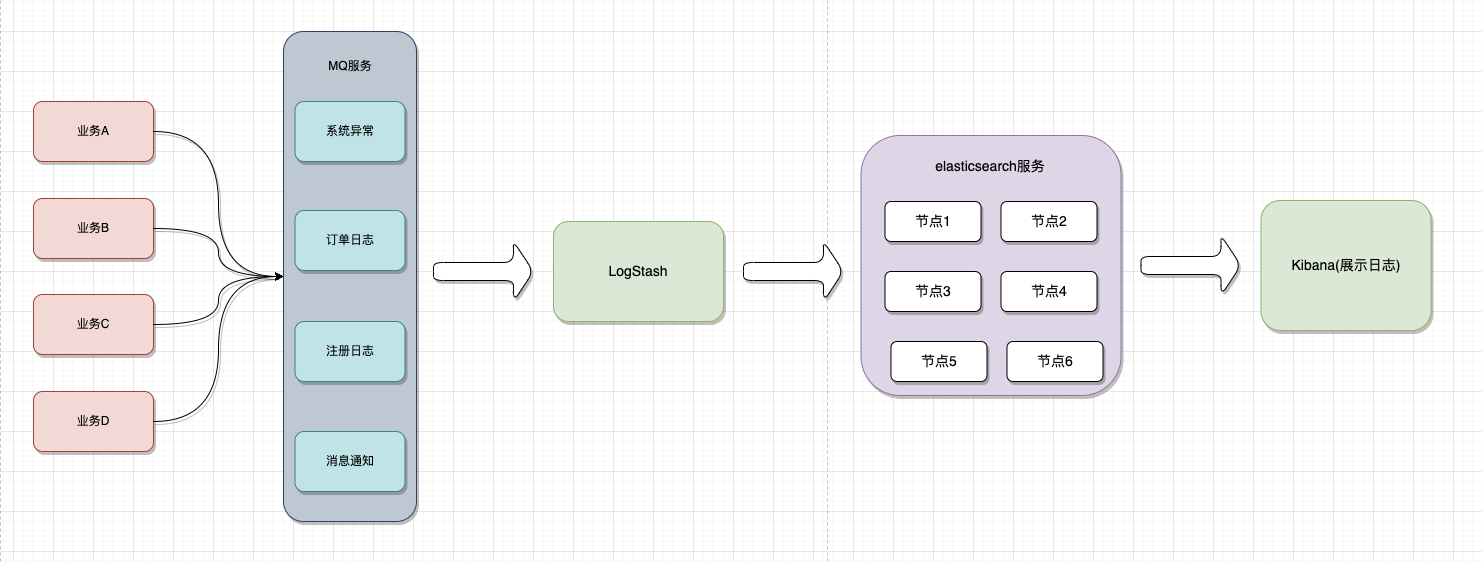 业务A
业务B
业务C
业务D
MQ服务
系统异常
订单日志
注册日志
消息通知
LogStash
elasticsearch服务
节点1
节点2
节点3
节点4
节点5
节点6
Kibana(展示日志)